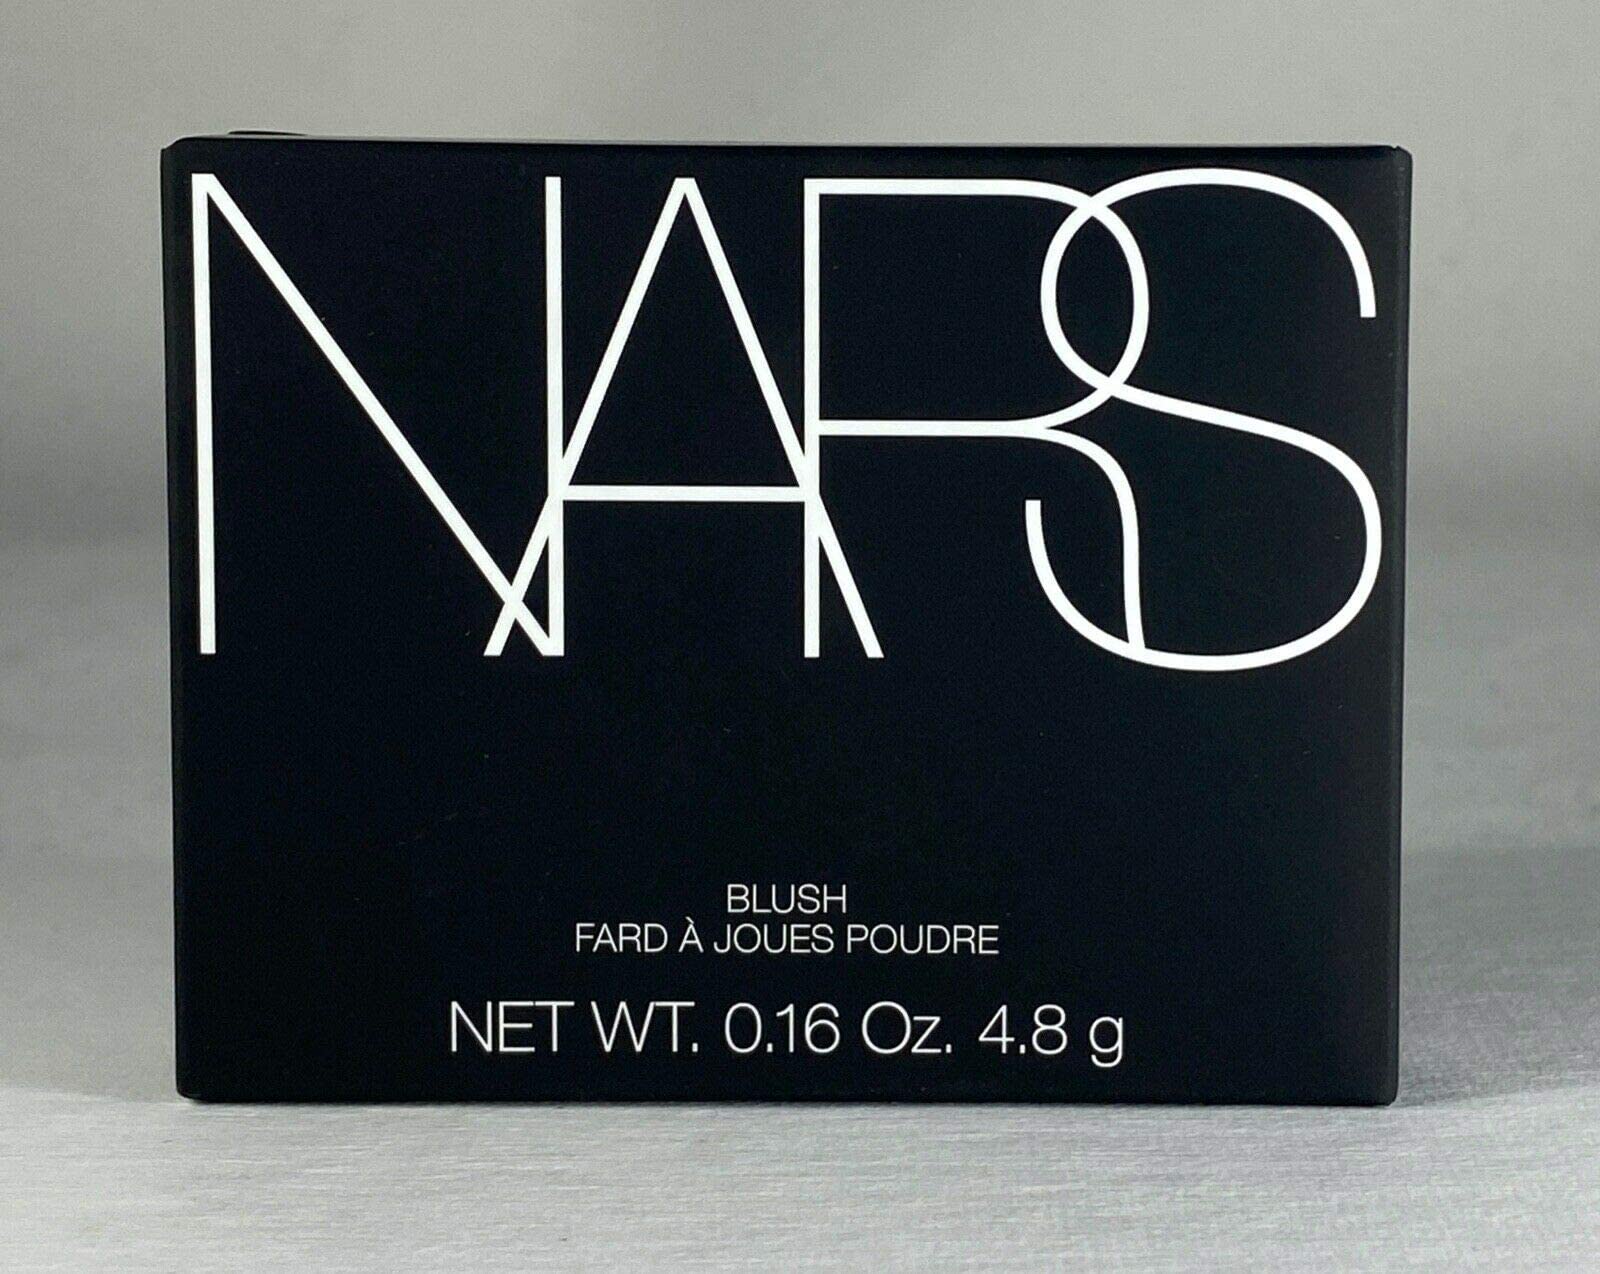 NARS
BLUSH
FARD À JOUES POUDRE
NET WT. 0.16 Oz. 4.8 g